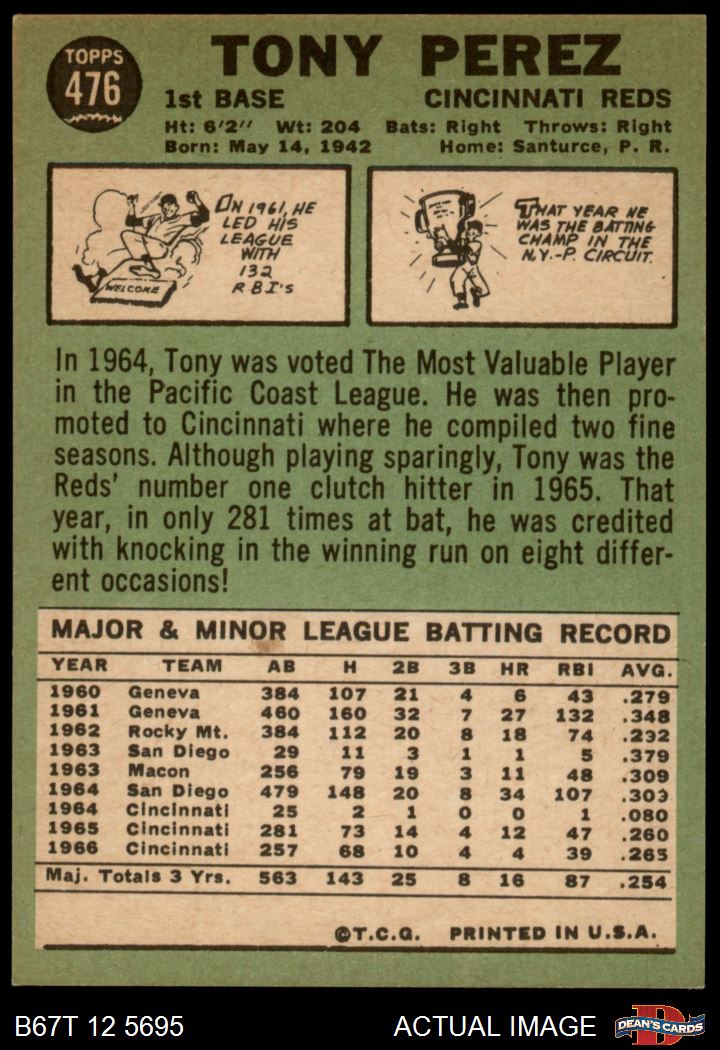 TOPPS
476
TONY PEREZ
1st BASE CINCINNATI REDS
Ht: 6'2" Wt: 204 Bats: Right Throws: Right
Born: May 14, 1942 Home: Santurce, P. R.
ON 1961, HE
LED HIS
LEAGUE
WITH
132
R B I's
WELCOME
THAT YEAR HE
WAS THE BATTING
CHAMP IN THE
N.Y.-P. CIRCUIT.
In 1964, Tony was voted The Most Valuable Player
in the Pacific Coast League. He was then pro-
moted to Cincinnati where he compiled two fine
seasons. Although playing sparingly, Tony was the
Reds' number one clutch hitter in 1965. That
year, in only 281 times at bat, he was credited
with knocking in the winning run on eight differ-
ent occasions!
MAJOR & MINOR LEAGUE BATTING RECORD
YEAR TEAM AB H 2B 3B HR RBI AVG.
1960 Geneva 384 107 21 4 6 43 .279
1961 Geneva 460 160 32 7 27 132 .348
1962 Rocky Mt. 384 112 20 8 18 74 .292
1963 San Diego 29 11 3 1 1 5 .379
1963 Macon 256 79 19 3 11 48 .309
1964 San Diego 479 148 20 8 34 107 .309
1964 Cincinnati 25 2 1 0 0 1 .080
1965 Cincinnati 281 73 14 4 12 47 .260
1966 Cincinnati 257 68 10 4 4 39 .265
Maj. Totals 3 Yrs. 563 143 25 8 16 87 .254
©T.C.G. PRINTED IN U.S.A.
B67T 12 5695 ACTUAL IMAGE
DEAN'S CARDS